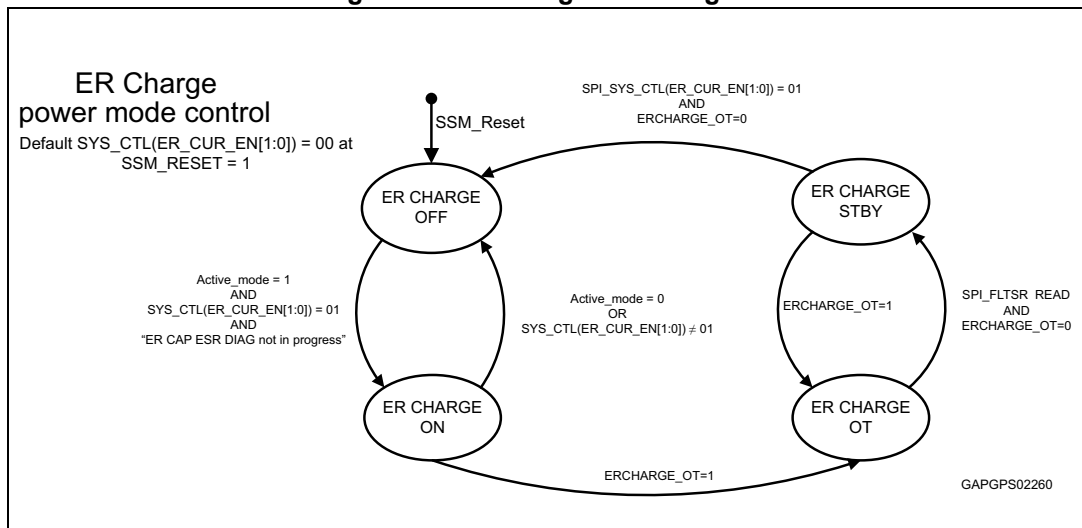 ER Charge
power mode control
Default SYS_CTL(ER_CUR_EN[1:0]) = 00 at
SSM_RESET = 1
SSM_Reset
SPI_SYS_CTL(ER_CUR_EN[1:0]) = 01
AND
ERCHARGE_OT=0
ER CHARGE
OFF
ER CHARGE
STBY
Active_mode = 1
AND
SYS_CTL(ER_CUR_EN[1:0]) = 01
AND
“ER CAP ESR DIAG not in progress”
Active_mode = 0
OR
SYS_CTL(ER_CUR_EN[1:0]) ≠ 01
ERCHARGE_OT=1
SPI_FLTSR READ
AND
ERCHARGE_OT=0
ER CHARGE
ON
ER CHARGE
OT
ERCHARGE_OT=1
GAPGPS02260